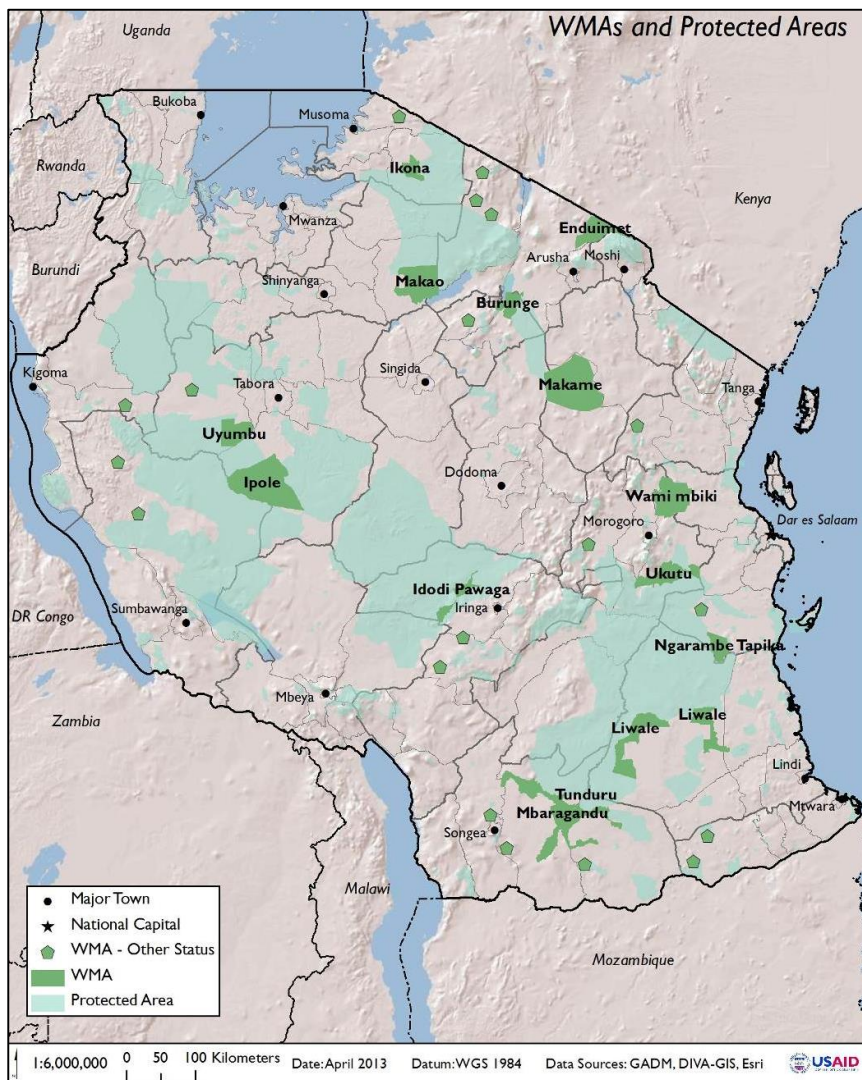 WMAs and Protected Areas
Uganda
Bukoba
Musoma
Rwanda
Ikona
Kenya
Mwanza
Enduimet
Burundi
Arusha
Moshi
Makao
Shinyanga
Burunge
Kigoma
Singida
Makame
Tabora
Tanga
Uyumbu
Ipole
Dodoma
Wami mbiki
Morogoro
Dar es Salaam
Ukutu
Idodi Pawaga
Iringa
DR Congo
Sumbawanga
Ngarambe Tapika
Mbeya
Zambia
Liwale
Liwale
Lindi
Tunduru
Mbaragandu
Mtwara
Songea
Malawi
Mozambique
Major Town
National Capital
WMA - Other Status
WMA
Protected Area
1:6,000,000 0 50 100 Kilometers Date: April 2013 Datum: WGS 1984 Data Sources: GADM, DIVA-GIS, Esri USAID